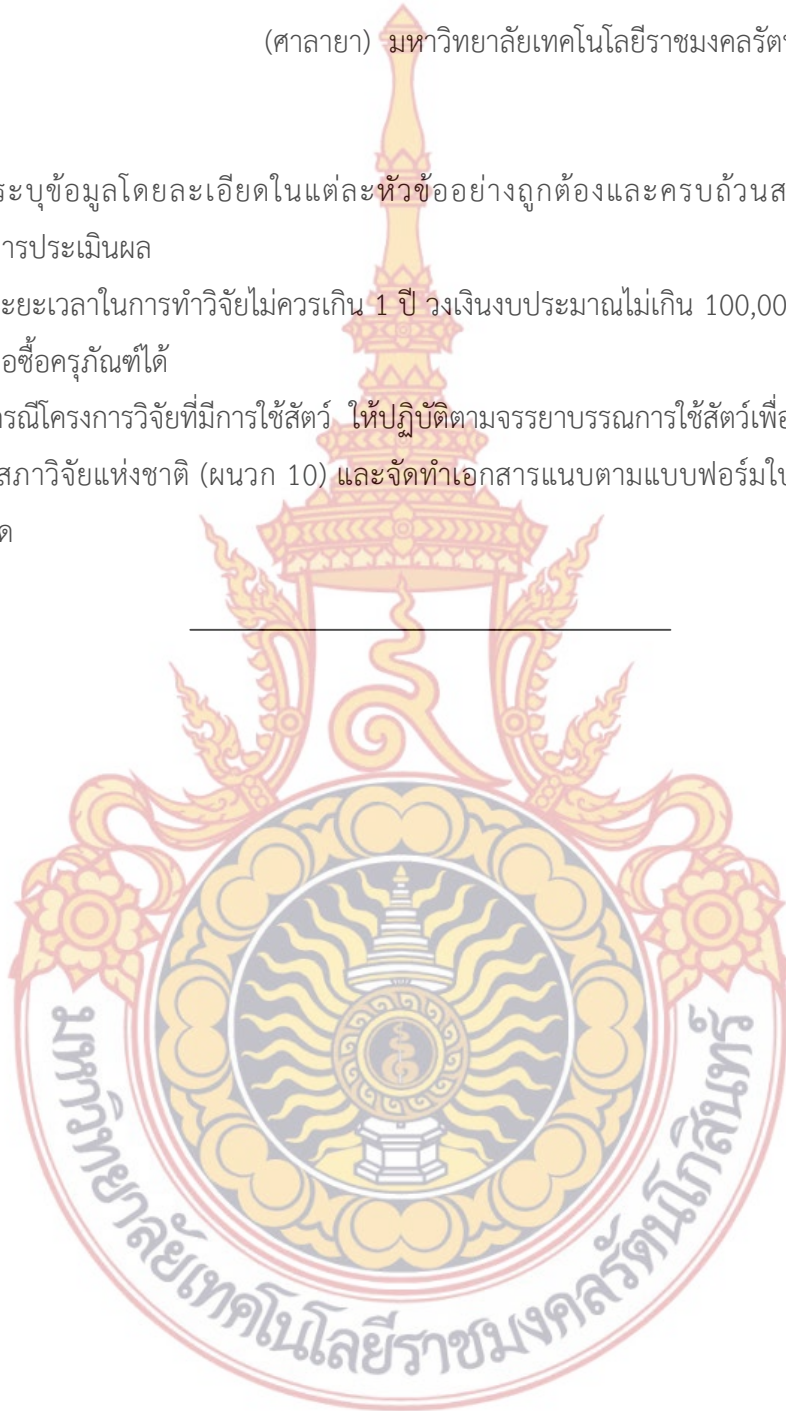 (ศาลายา) มหาวิทยาลัยเทคโนโลยีราชมงคลรัต
ระบุข้อมูลโดยละเอียดในแต่ละหัวข้ออย่างถูกต้องและครบถ้วนส
ารประเมินผล
ะยะเวลาในการทำวิจัยไม่ควรเกิน 1 ปี วงเงินงบประมาณไม่เกิน 100,00
อซื้อครุภัณฑ์ได้
รณีโครงการวิจัยที่มีการใช้สัตว์ ให้ปฏิบัติตามจรรยาบรรณการใช้สัตว์เพื่อ
สภาวิจัยแห่งชาติ (ผนวก 10) และจัดทำเอกสารแนบตามแบบฟอร์มใบ
ด
มหาวิทยาลัยเทคโนโลยีราชมงคลรัตนโกสินทร์